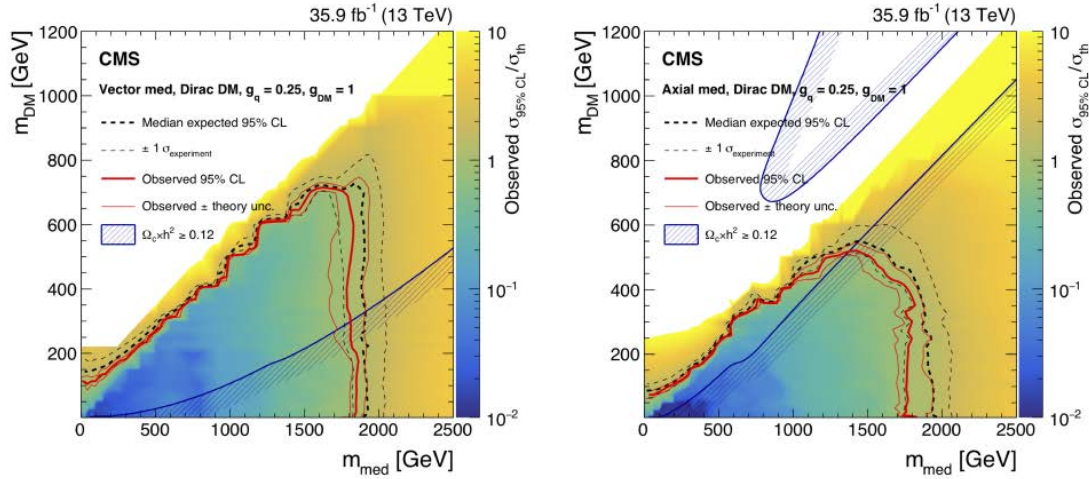 35.9 fb⁻¹ (13 TeV)
CMS
Vector med, Dirac DM, g_q = 0.25, g_DM = 1
Median expected 95% CL
± 1 σ_experiment
Observed 95% CL
Observed ± theory unc.
Ω_c×h² ≥ 0.12
m_DM [GeV]
1200
1000
800
600
400
200
0
500
1000
1500
2000
2500
m_med [GeV]
10
1
10⁻¹
10⁻²
Observed σ_95% CL/σ_th
35.9 fb⁻¹ (13 TeV)
CMS
Axial med, Dirac DM, g_q = 0.25, g_DM = 1
Median expected 95% CL
± 1 σ_experiment
Observed 95% CL
Observed ± theory unc.
Ω_c×h² ≥ 0.12
m_DM [GeV]
1200
1000
800
600
400
200
0
500
1000
1500
2000
2500
m_med [GeV]
10
1
10⁻¹
10⁻²
Observed σ_95% CL/σ_th